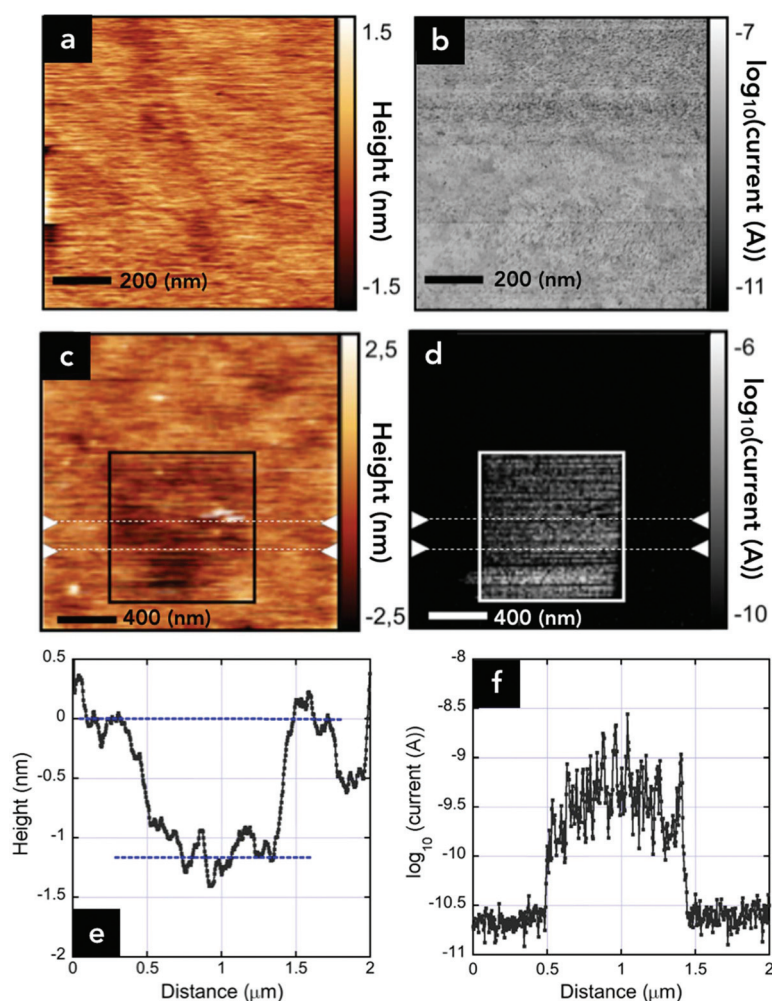 a
1.5
Height (nm)
-1.5
200 (nm)
b
-7
log10(current (A))
-11
200 (nm)
c
2,5
Height (nm)
-2,5
400 (nm)
d
-6
log10(current (A))
-10
400 (nm)
0.5
0
-0.5
-1
-1.5
-2
Height (nm)
e
0 0.5 1 1.5 2
Distance (μm)
-8
-8.5
-9
-9.5
-10
-10.5
-11
log10 (current (A))
f
0 0.5 1 1.5 2
Distance (μm)